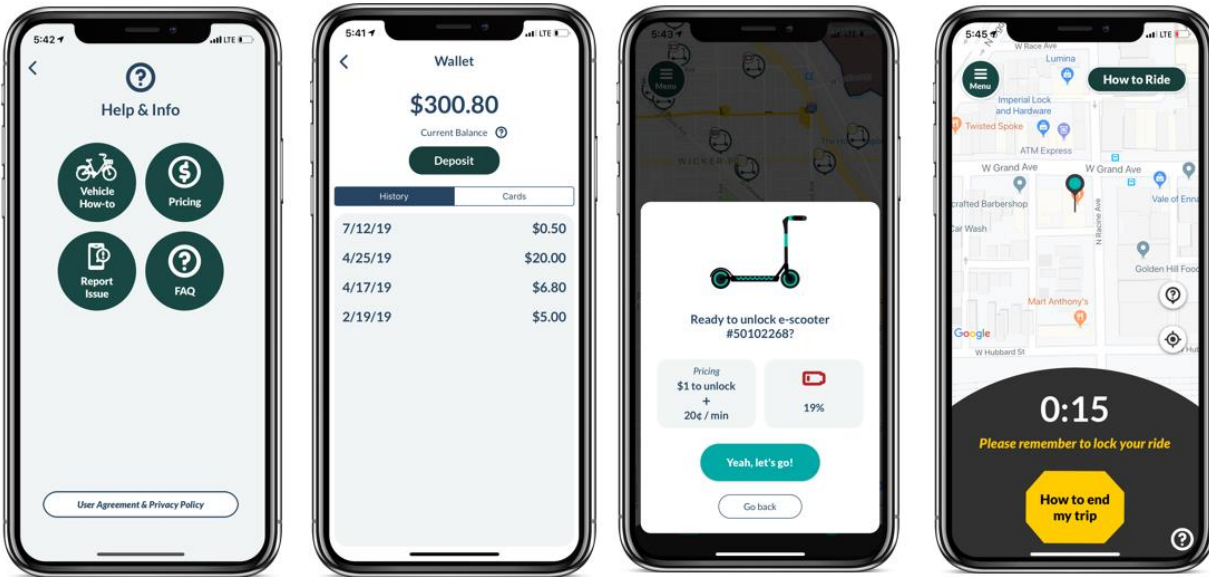 5:42
LTE
Help & Info
Vehicle
How-to
Pricing
Report
Issue
FAQ
User Agreement & Privacy Policy
5:41
LTE
Wallet
$300.80
Current Balance
Deposit
History
Cards
7/12/19
$0.50
4/25/19
$20.00
4/17/19
$6.80
2/19/19
$5.00
5:43
Menu
WICKER
Ready to unlock e-scooter
#50102268?
Pricing
$1 to unlock
+
20¢ / min
19%
Yeah, let's go!
Go back
5:45
LTE
W Race Ave
Lumina
Menu
How to Ride
Imperial Lock
and Hardware
Twisted Spoke
ATM Express
W Grand Ave
W Grand Ave
crafted Barbershop
Vale of Enna
Car Wash
N Racine Ave
Golden Hill Food
Mart Anthony's
Google
W Hubbard St
Hu
0:15
Please remember to lock your ride
How to end
my trip